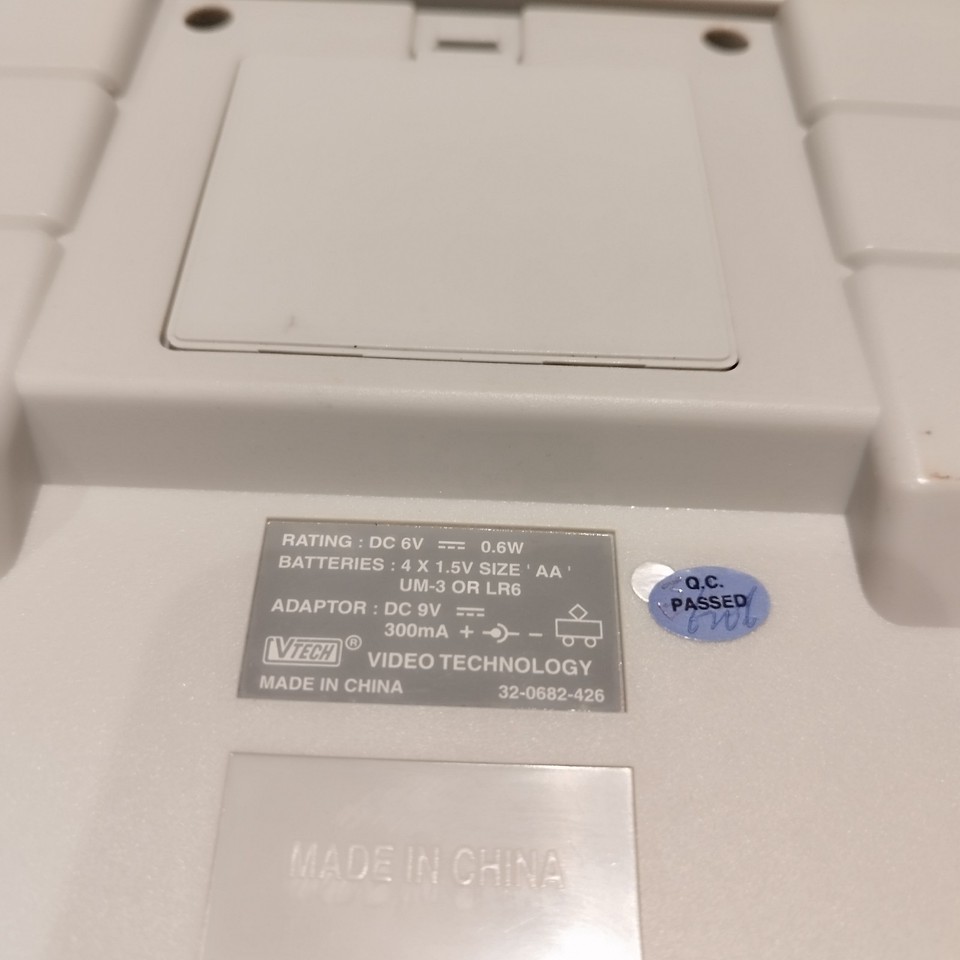 RATING : DC 6V ⎓ 0.6W
BATTERIES : 4 X 1.5V SIZE ' AA '
UM-3 OR LR6
ADAPTOR : DC 9V ⎓
300mA + –
VTECH ® VIDEO TECHNOLOGY
MADE IN CHINA 32-0682-426
Q.C.
PASSED
MADE IN CHINA